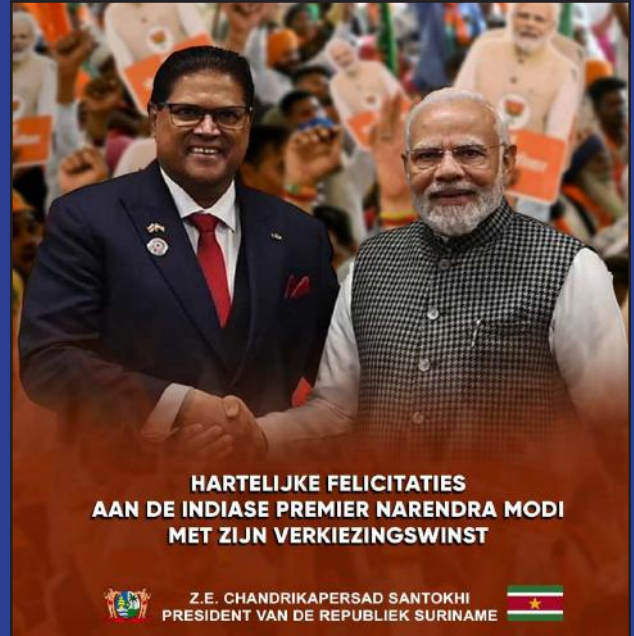 HARTELIJKE FELICITATIES
AAN DE INDIASE PREMIER NARENDRA MODI
MET ZIJN VERKIEZINGSWINST
Z.E. CHANDRIKAPERSAD SANTOKHI
PRESIDENT VAN DE REPUBLIEK SURINAME